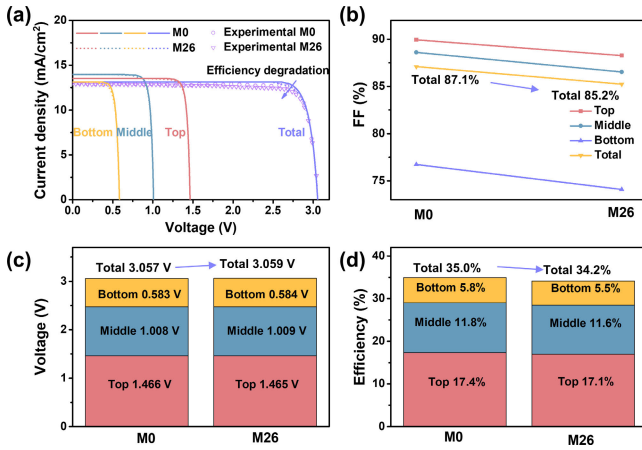 (a)
M0
M26
Experimental M0
Experimental M26
Efficiency degradation
Bottom
Middle
Top
Total
Current density (mA/cm²)
20
15
10
5
0
0.0
0.5
1.0
1.5
2.0
2.5
3.0
Voltage (V)
(b)
FF (%)
90
85
80
75
Total 87.1%
Total 85.2%
Top
Middle
Bottom
Total
M0
M26
(c)
Voltage (V)
3
2
1
0
Total 3.057 V
Total 3.059 V
Bottom 0.583 V
Bottom 0.584 V
Middle 1.008 V
Middle 1.009 V
Top 1.466 V
Top 1.465 V
M0
M26
(d)
Efficiency (%)
40
30
20
10
0
Total 35.0%
Total 34.2%
Bottom 5.8%
Bottom 5.5%
Middle 11.8%
Middle 11.6%
Top 17.4%
Top 17.1%
M0
M26